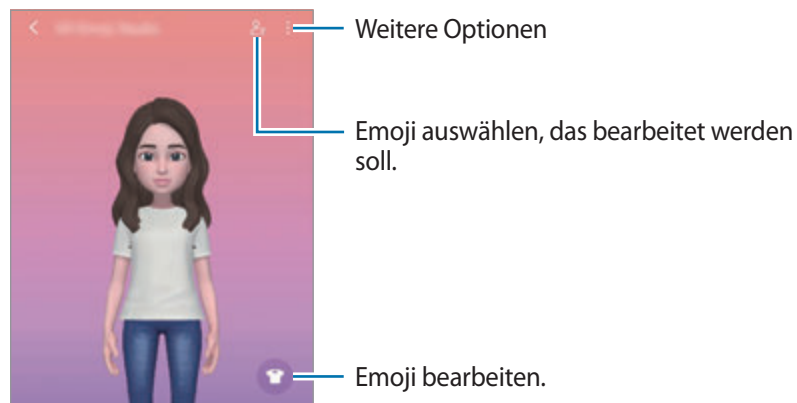 Weitere Optionen
Emoji auswählen, das bearbeitet werden
soll.
Emoji bearbeiten.